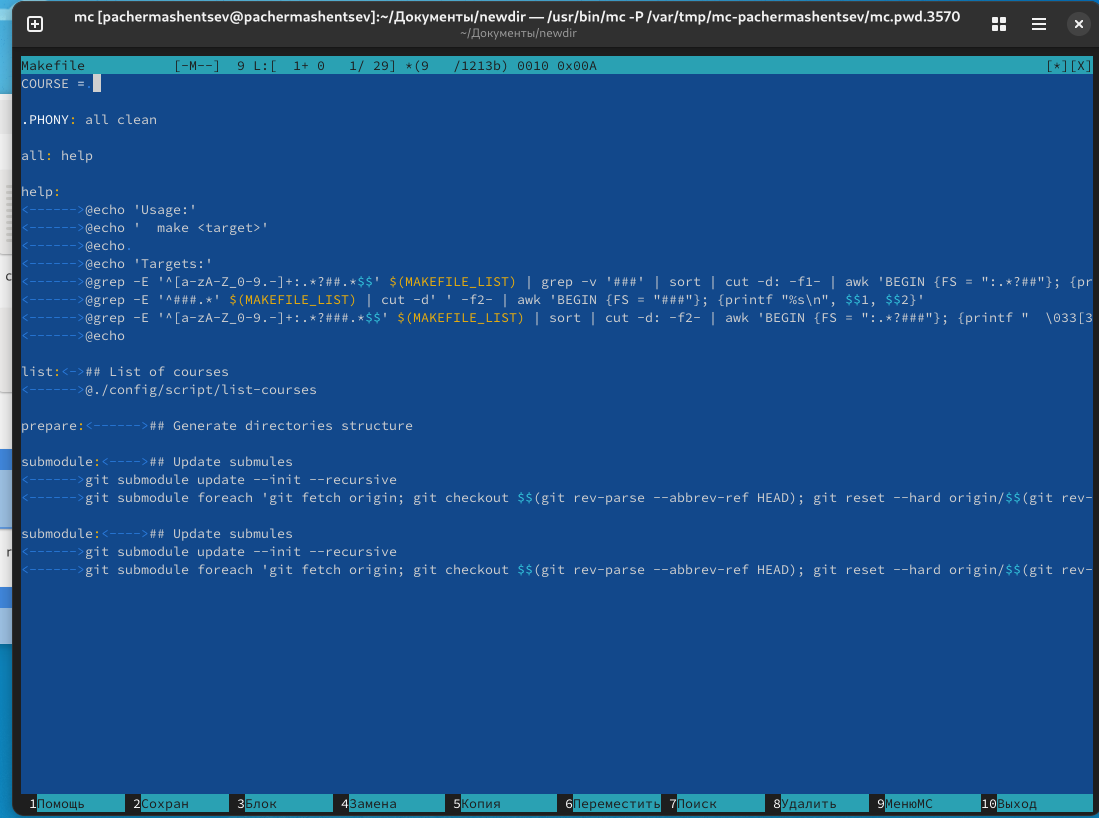 mc [pachermashentsev@pachermashentsev]:~/Документы/newdir — /usr/bin/mc -P /var/tmp/mc-pachermashentsev/mc.pwd.3570
~/Документы/newdir
Makefile [-M--] 9 L:[ 1+ 0 1/ 29] *(9 /1213b) 0010 0x00A [*][X]
COURSE =.
.PHONY: all clean
all: help
help:
<------>@echo 'Usage:'
<------>@echo '  make <target>'
<------>@echo.
<------>@echo 'Targets:'
<------>@grep -E '^[a-zA-Z_0-9.-]+:.*?##.*$$' $(MAKEFILE_LIST) | grep -v '###' | sort | cut -d: -f1- | awk 'BEGIN {FS = ":.*?##"}; {pr
<------>@grep -E '^###.*' $(MAKEFILE_LIST) | cut -d' ' -f2- | awk 'BEGIN {FS = "###"}; {printf "%s\n", $$1, $$2}'
<------>@grep -E '^[a-zA-Z_0-9.-]+:.*?###.*$$' $(MAKEFILE_LIST) | sort | cut -d: -f2- | awk 'BEGIN {FS = ":.*?###"}; {printf "  \033[3
<------>@echo
list:<->## List of courses
<------>@./config/script/list-courses
prepare:<------>## Generate directories structure
submodule:<---->## Update submules
<------>git submodule update --init --recursive
<------>git submodule foreach 'git fetch origin; git checkout $$(git rev-parse --abbrev-ref HEAD); git reset --hard origin/$$(git rev-
submodule:<---->## Update submules
<------>git submodule update --init --recursive
<------>git submodule foreach 'git fetch origin; git checkout $$(git rev-parse --abbrev-ref HEAD); git reset --hard origin/$$(git rev-
1Помощь 2Сохран 3Блок 4Замена 5Копия 6Переместить 7Поиск 8Удалить 9МенюMC 10Выход